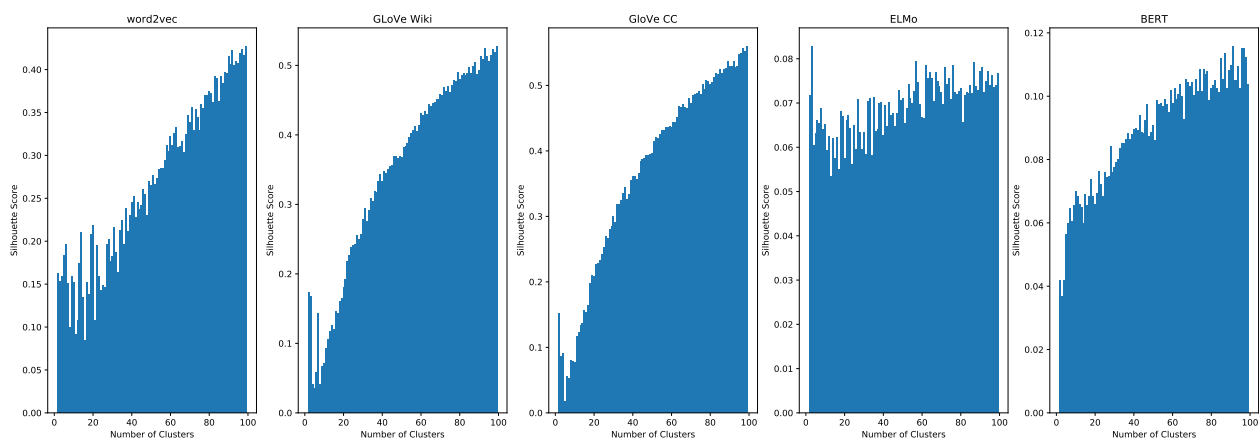 word2vec
0.40
0.35
0.30
0.25
0.20
0.15
0.10
0.05
0.00
Silhouette Score
0 20 40 60 80 100
Number of Clusters
GLoVe Wiki
0.5
0.4
0.3
0.2
0.1
0.0
Silhouette Score
0 20 40 60 80 100
Number of Clusters
GloVe CC
0.5
0.4
0.3
0.2
0.1
0.0
Silhouette Score
0 20 40 60 80 100
Number of Clusters
ELMo
0.08
0.07
0.06
0.05
0.04
0.03
0.02
0.01
0.00
Silhouette Score
0 20 40 60 80 100
Number of Clusters
BERT
0.12
0.10
0.08
0.06
0.04
0.02
0.00
Silhouette Score
0 20 40 60 80 100
Number of Clusters